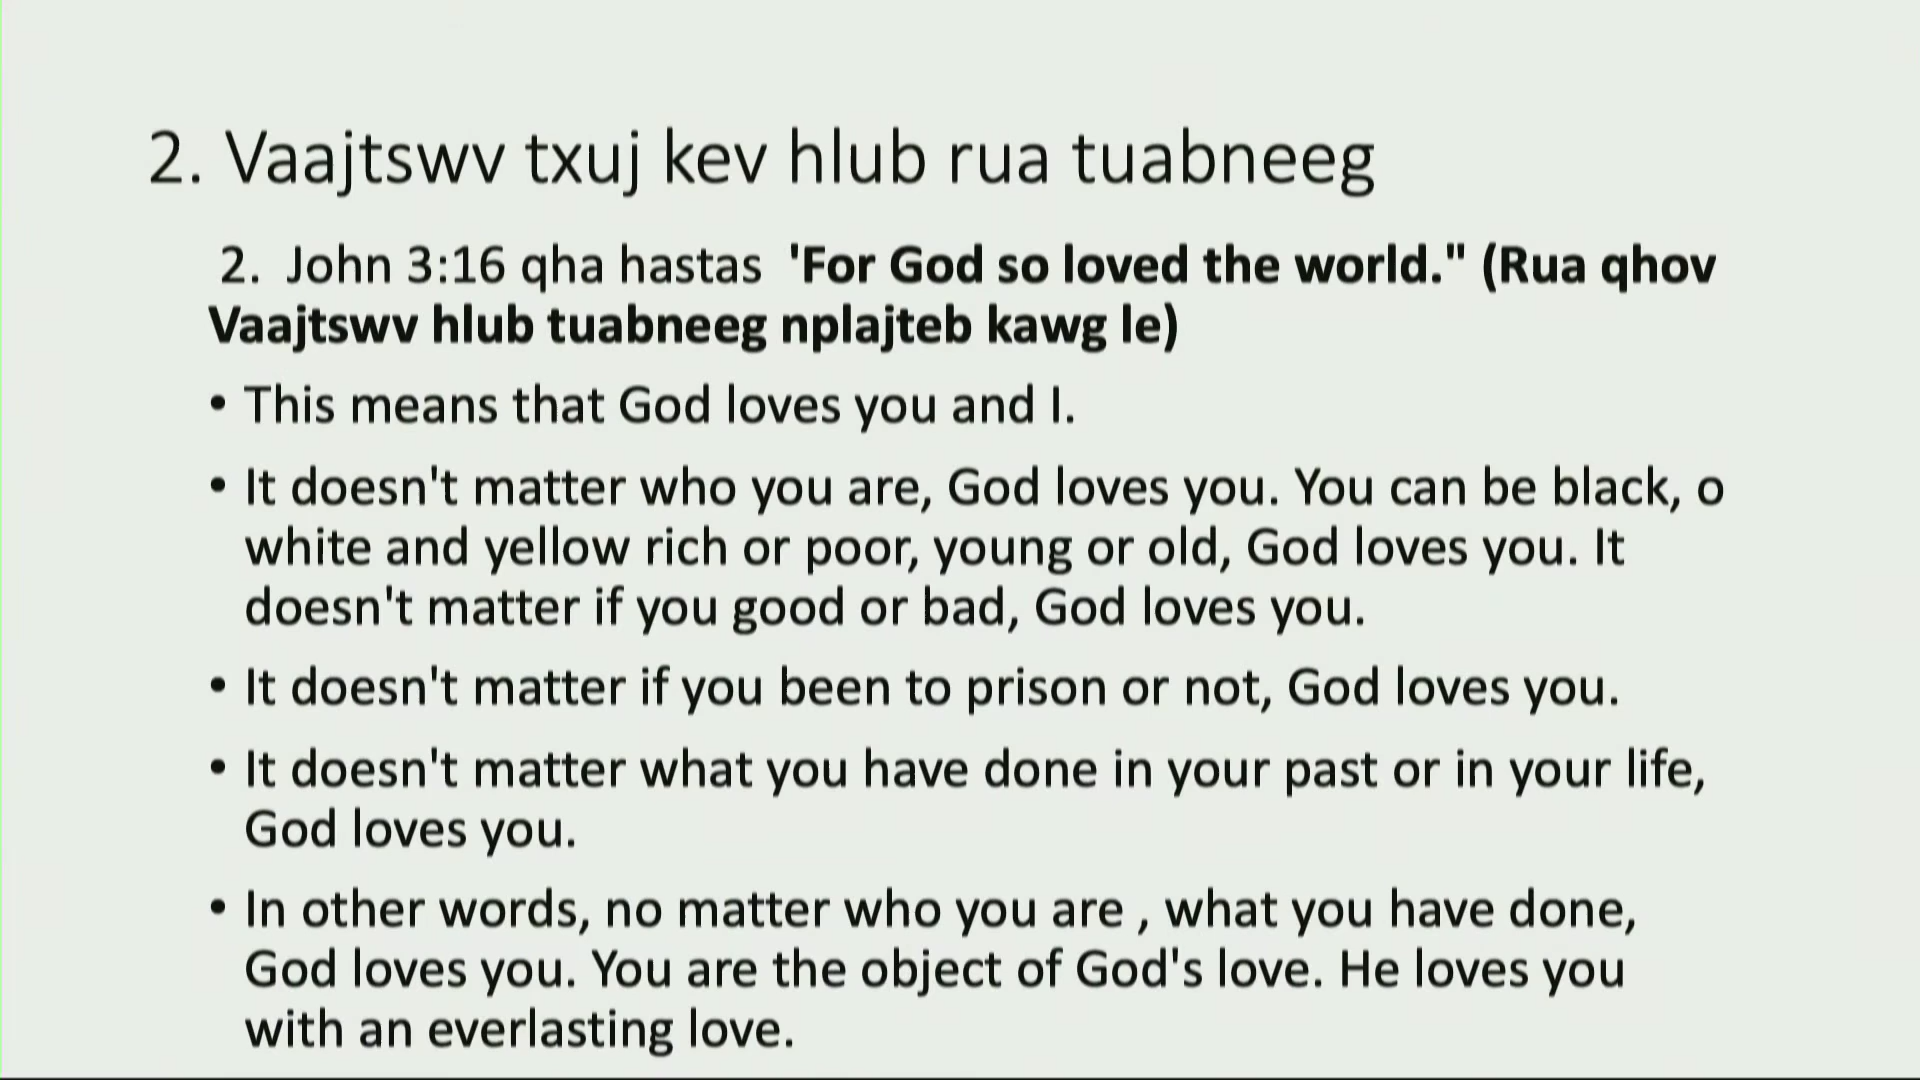 2. Vaajtswv txuj kev hlub rua tuabneeg
2. John 3:16 qha hastas 'For God so loved the world." (Rua qhov
Vaajtswv hlub tuabneeg nplajteb kawg le)
• This means that God loves you and I.
• It doesn't matter who you are, God loves you. You can be black, o
white and yellow rich or poor, young or old, God loves you. It
doesn't matter if you good or bad, God loves you.
• It doesn't matter if you been to prison or not, God loves you.
• It doesn't matter what you have done in your past or in your life,
God loves you.
• In other words, no matter who you are , what you have done,
God loves you. You are the object of God's love. He loves you
with an everlasting love.